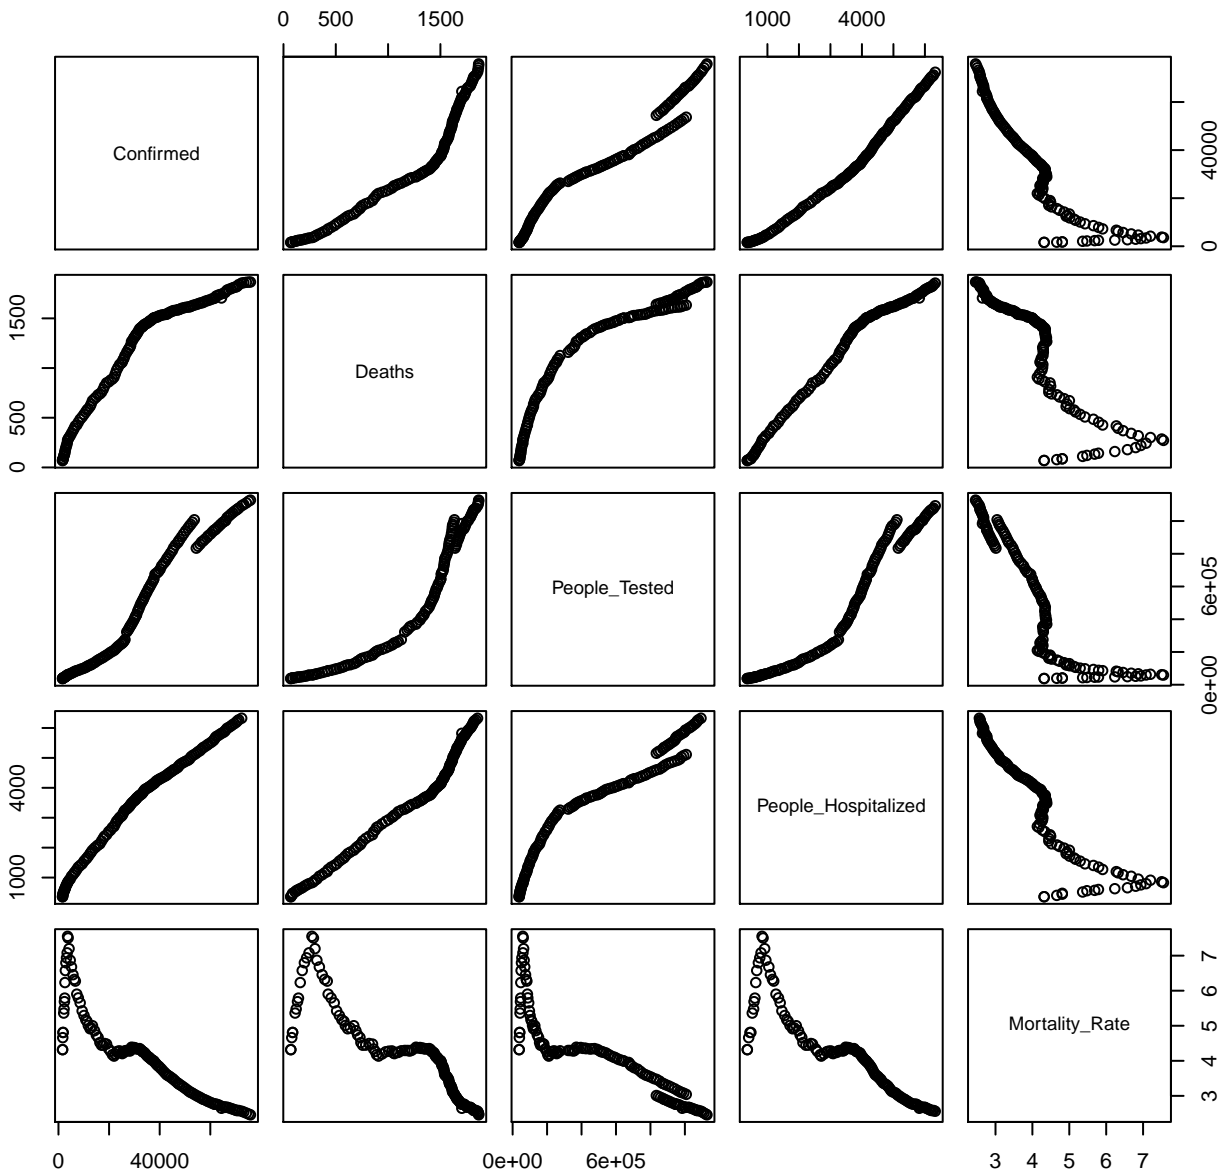 0 500 1500 1000 4000
Confirmed
0 40000
0 500 1500
Deaths
People_Tested
0e+00 6e+05
1000 4000
People_Hospitalized
Mortality_Rate
3 4 5 6 7
0 40000 0e+00 6e+05 3 4 5 6 7